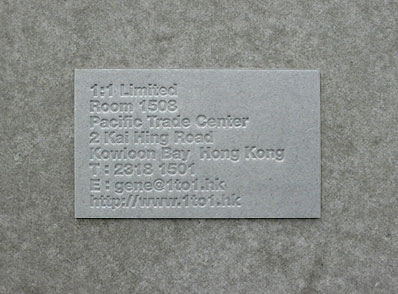 1:1 Limited
Room 1508
Pacific Trade Center
2 Kai Hing Road
Kowloon Bay  Hong Kong
T : 2318 1501
E : gene@1to1.hk
http://www.1to1.hk